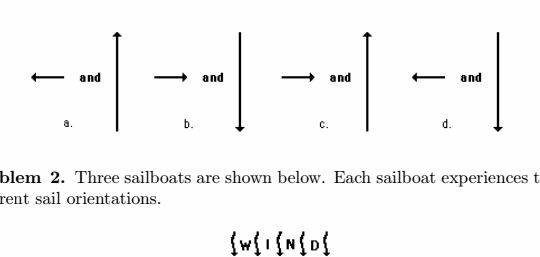 and and and and
a. b. c. d.
blem 2. Three sailboats are shown below. Each sailboat experiences t
rent sail orientations.
W I N D